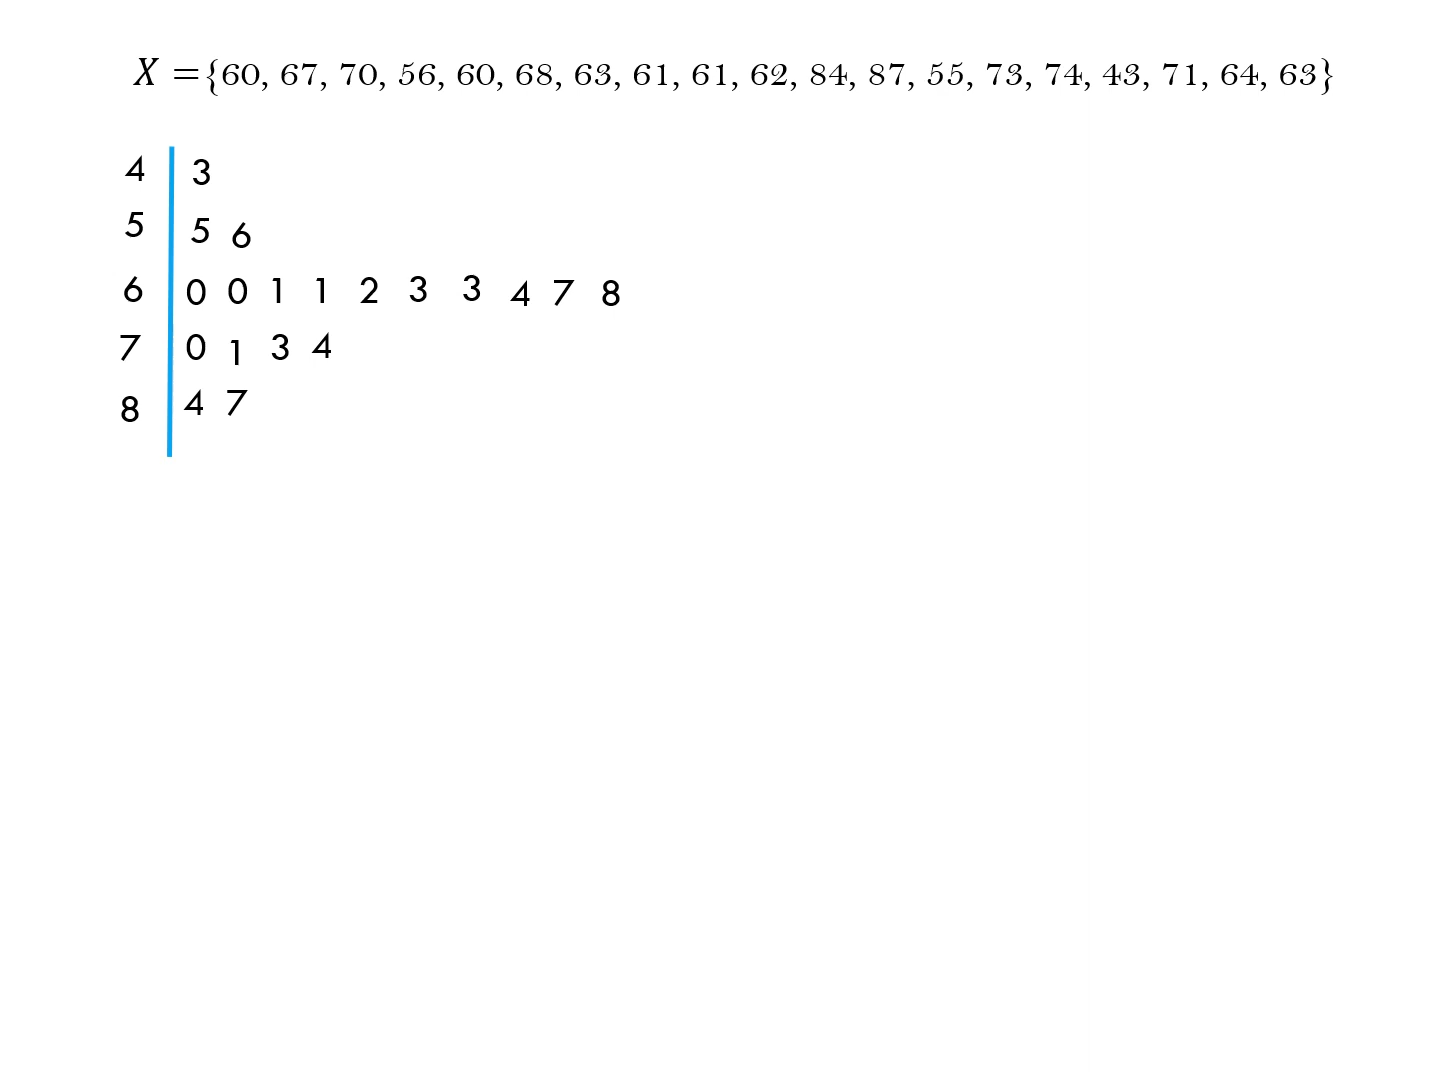 X = {60, 67, 70, 56, 60, 68, 63, 61, 61, 62, 84, 87, 55, 73, 74, 43, 71, 64, 63}
4 3
5 5 6
6 0 0 1 1 2 3 3 4 7 8
7 0 1 3 4
8 4 7